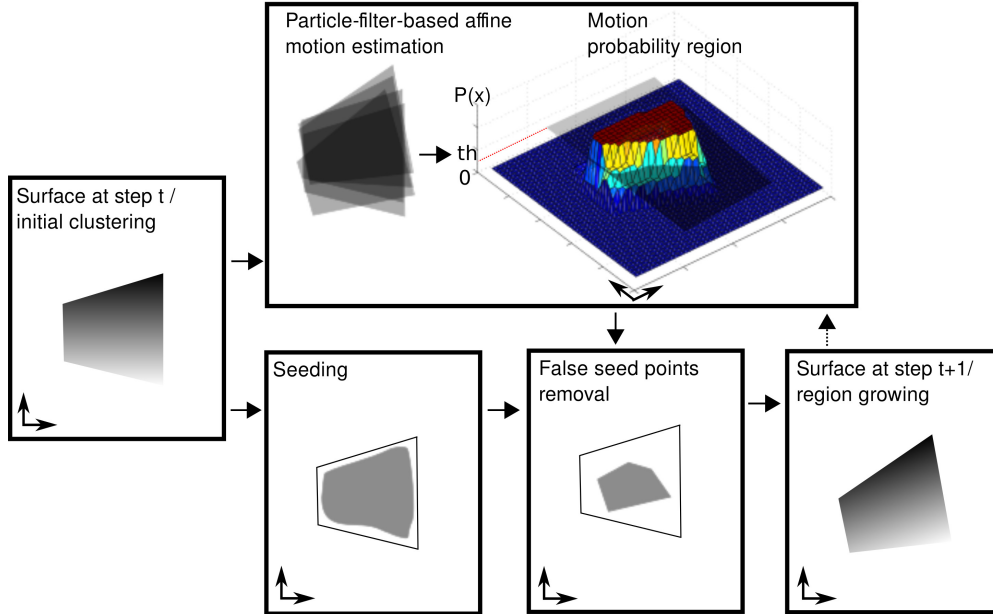 Particle-filter-based affine
motion estimation
Motion
probability region
P(x)
th
0
Surface at step t /
initial clustering
Seeding
False seed points
removal
Surface at step t+1/
region growing